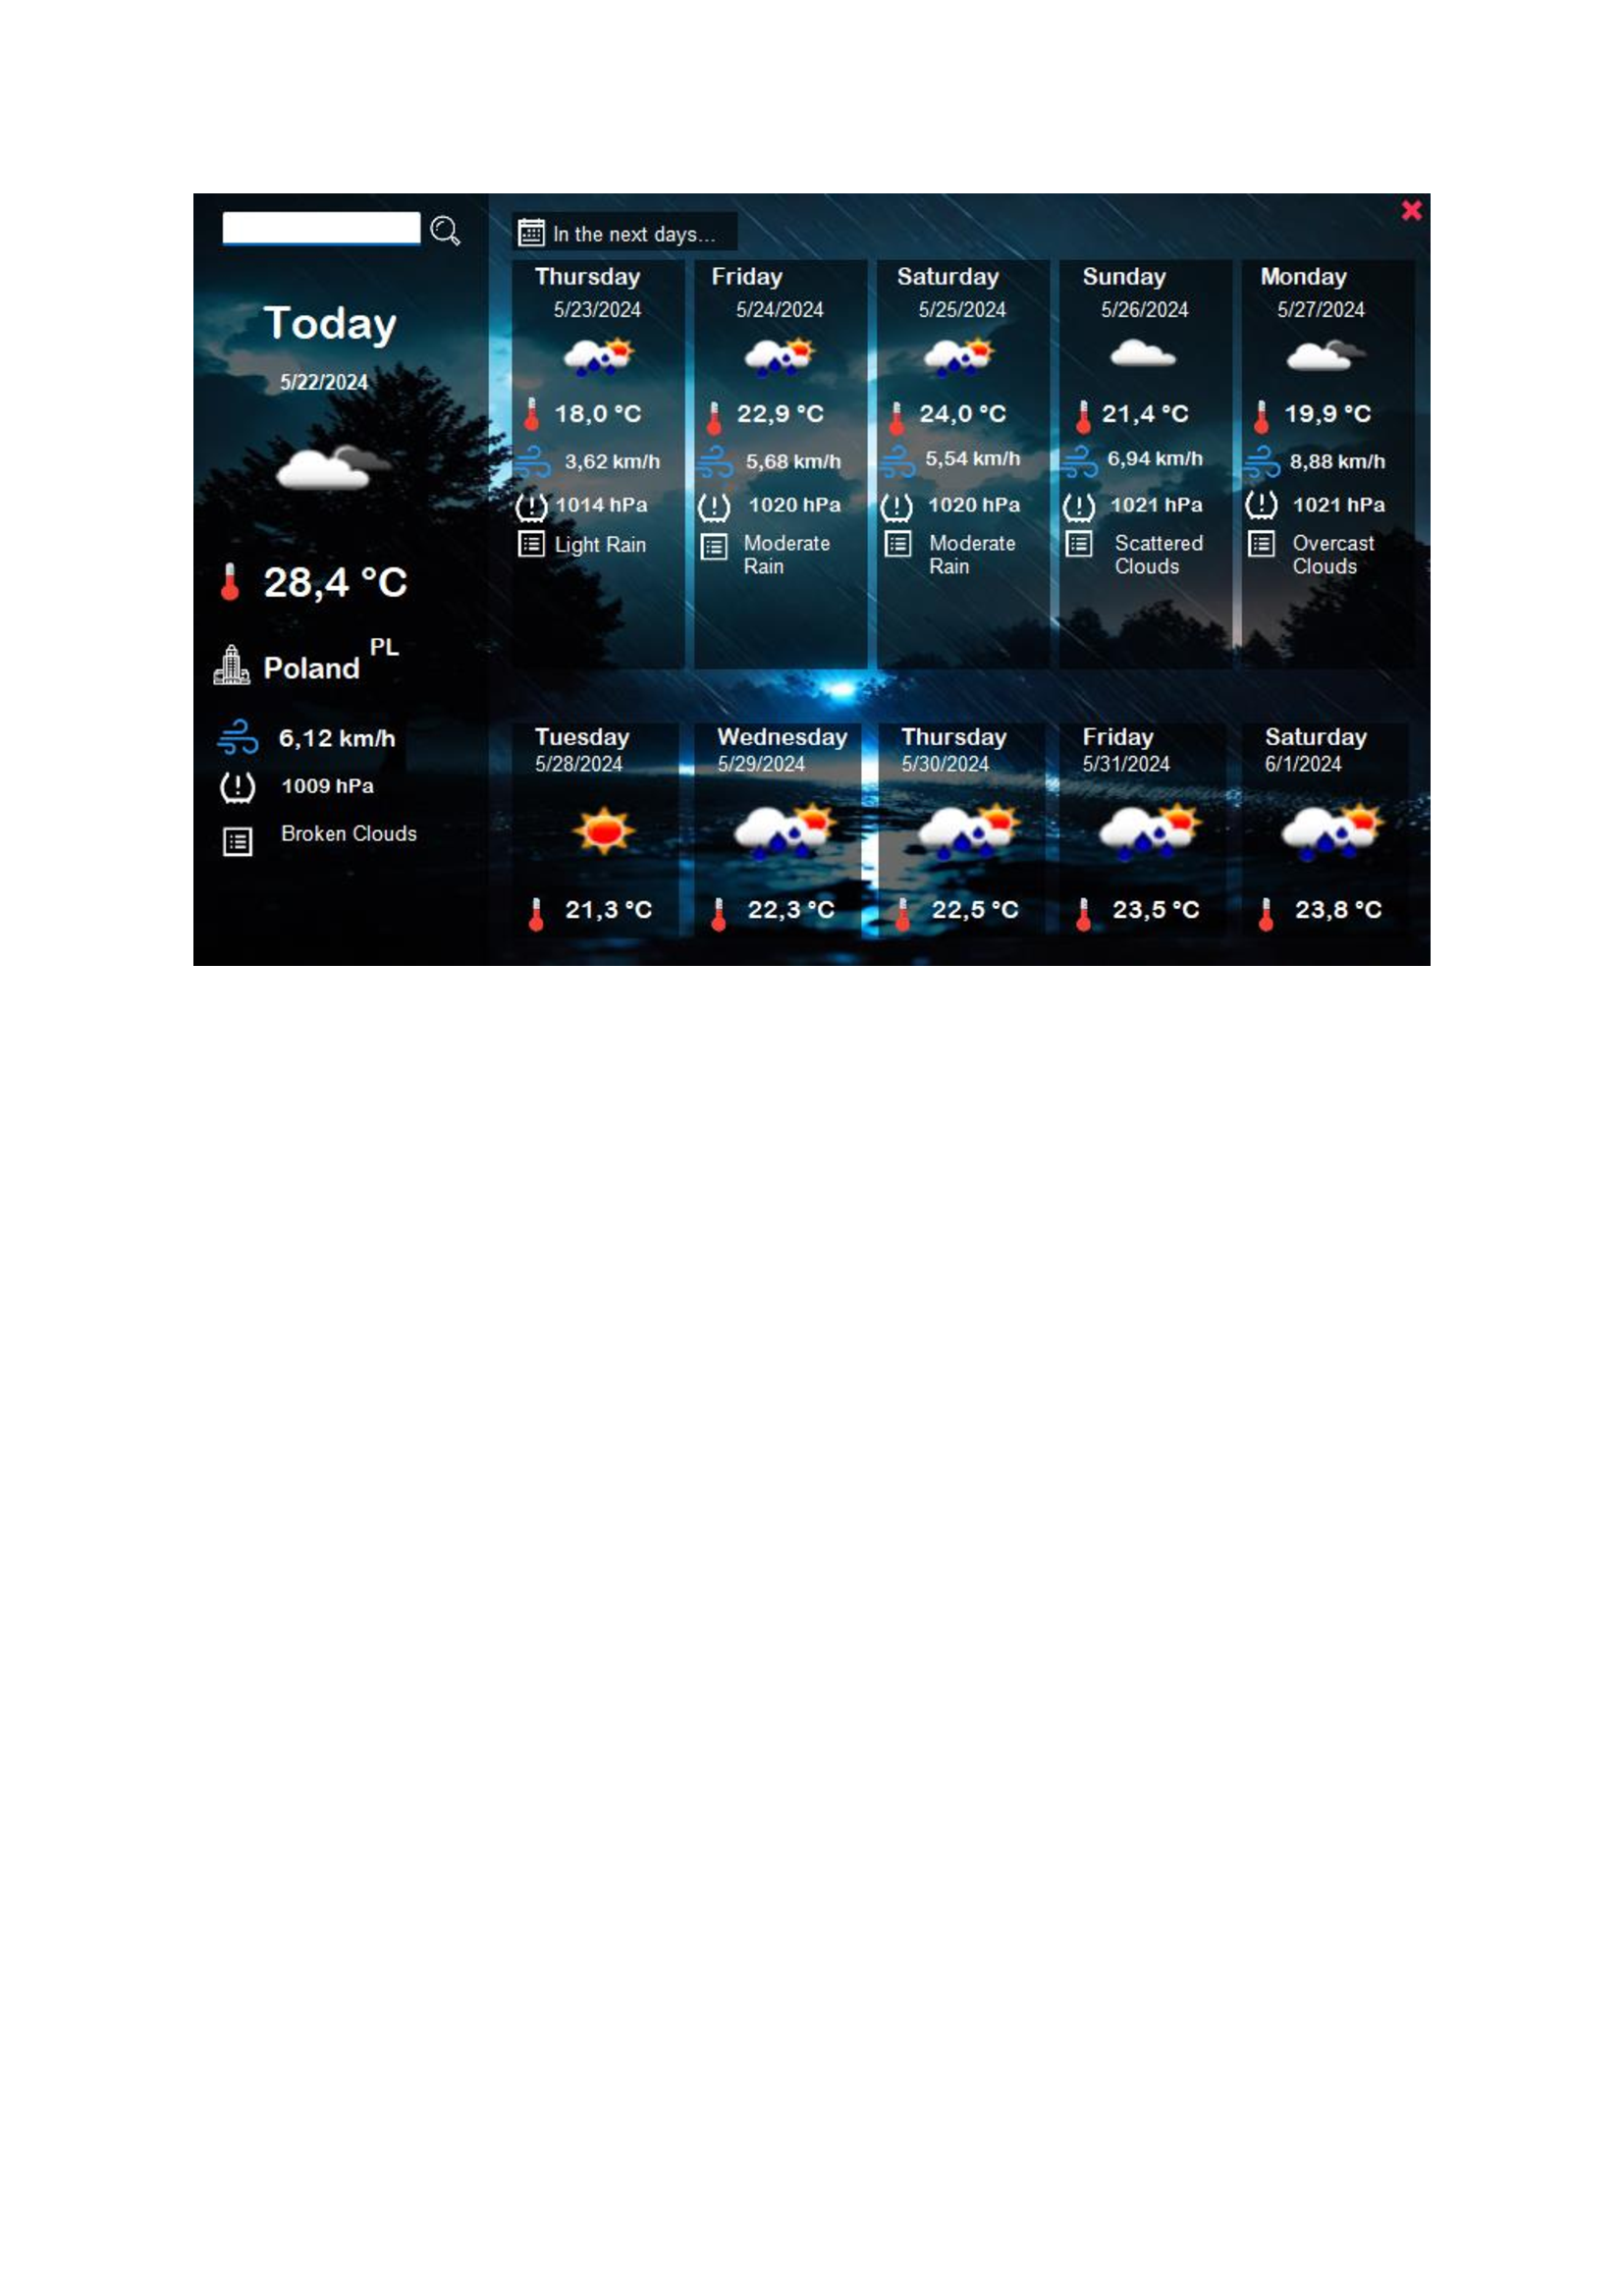 In the next days...
Today
5/22/2024
28,4 °C
Poland PL
6,12 km/h
1009 hPa
Broken Clouds
Thursday
5/23/2024
18,0 °C
3,62 km/h
1014 hPa
Light Rain
Friday
5/24/2024
22,9 °C
5,68 km/h
1020 hPa
Moderate
Rain
Saturday
5/25/2024
24,0 °C
5,54 km/h
1020 hPa
Moderate
Rain
Sunday
5/26/2024
21,4 °C
6,94 km/h
1021 hPa
Scattered
Clouds
Monday
5/27/2024
19,9 °C
8,88 km/h
1021 hPa
Overcast
Clouds
Tuesday
5/28/2024
21,3 °C
Wednesday
5/29/2024
22,3 °C
Thursday
5/30/2024
22,5 °C
Friday
5/31/2024
23,5 °C
Saturday
6/1/2024
23,8 °C